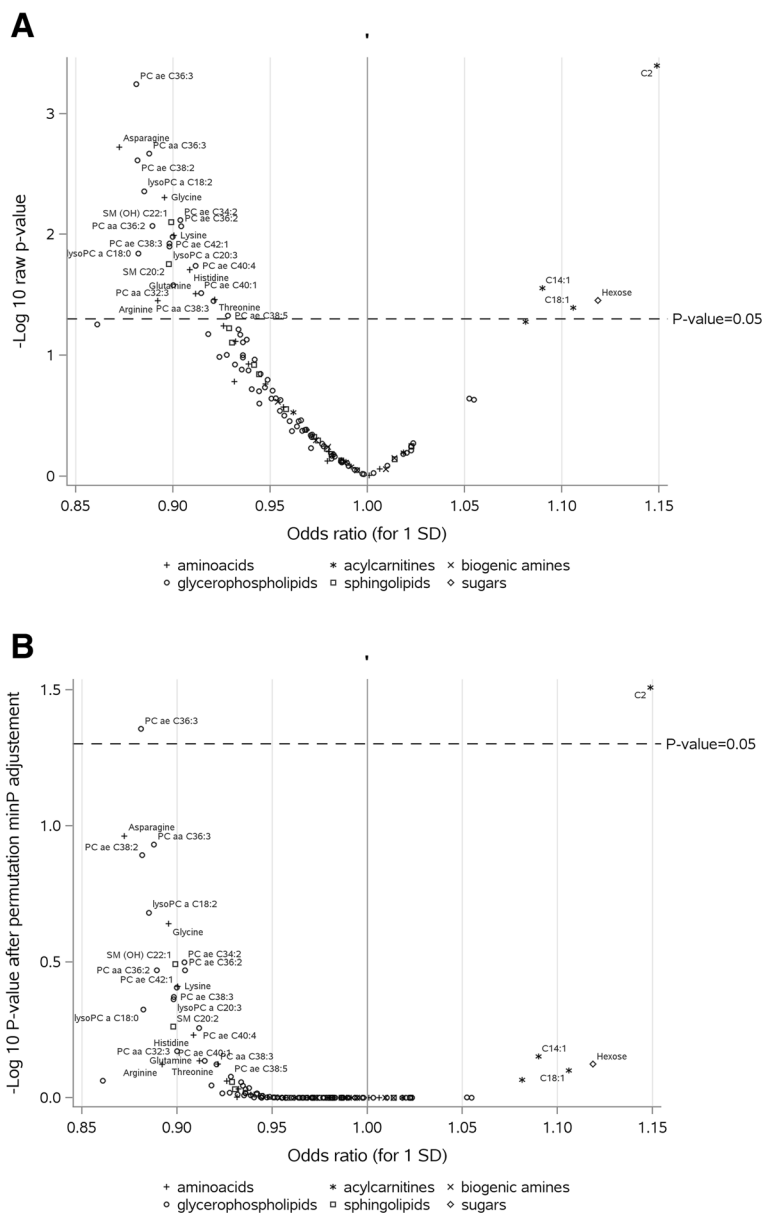 A
PC ae C36:3
C2
3
Asparagine
PC aa C36:3
PC ae C38:2
lysoPC a C18:2
Glycine
2
SM (OH) C22:1
PC ae C34:2
PC aa C36:2
PC ae C36:2
Lysine
PC ae C38:3
PC ae C42:1
lysoPC a C18:0
lysoPC a C20:3
PC ae C40:4
SM C20:2
Histidine
C14:1
Glutamine
PC ae C40:1
PC aa C32:3
Hexose
C18:1
Arginine
PC aa C38:3
Threonine
PC ae C38:5
P-value=0.05
1
0
-Log 10 raw p-value
0.85 0.90 0.95 1.00 1.05 1.10 1.15
Odds ratio (for 1 SD)
+ aminoacids * acylcarnitines × biogenic amines
○ glycerophospholipids □ sphingolipids ◇ sugars
B
1.5
C2
PC ae C36:3
P-value=0.05
1.0
Asparagine
PC aa C36:3
PC ae C38:2
lysoPC a C18:2
Glycine
0.5
SM (OH) C22:1
PC ae C34:2
PC aa C36:2
PC ae C36:2
PC ae C42:1
Lysine
PC ae C38:3
lysoPC a C18:0
lysoPC a C20:3
SM C20:2
PC ae C40:4
Histidine
C14:1
PC aa C32:3
PC ae C40:1
Glutamine
PC aa C38:3
Hexose
Arginine
Threonine
PC ae C38:5
C18:1
0.0
-Log 10 P-value after permutation minP adjustement
0.85 0.90 0.95 1.00 1.05 1.10 1.15
Odds ratio (for 1 SD)
+ aminoacids * acylcarnitines × biogenic amines
○ glycerophospholipids □ sphingolipids ◇ sugars